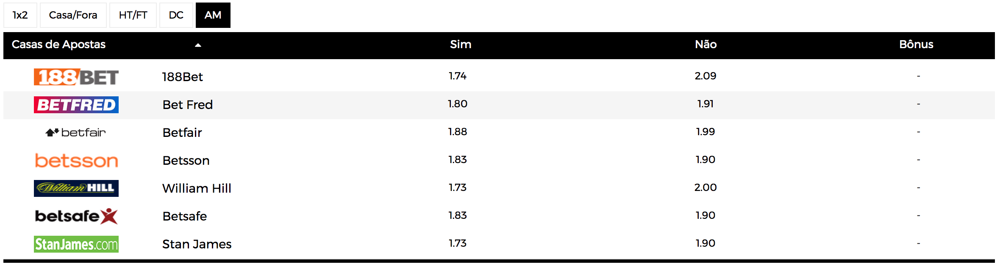 1x2 Casa/Fora HT/FT DC AM
Casas de Apostas Sim Não Bônus
188BET 188Bet 1.74 2.09 -
BETFRED Bet Fred 1.80 1.91 -
betfair Betfair 1.88 1.99 -
betsson Betsson 1.83 1.90 -
William HILL William Hill 1.73 2.00 -
betsafe Betsafe 1.83 1.90 -
StanJames.com Stan James 1.73 1.90 -